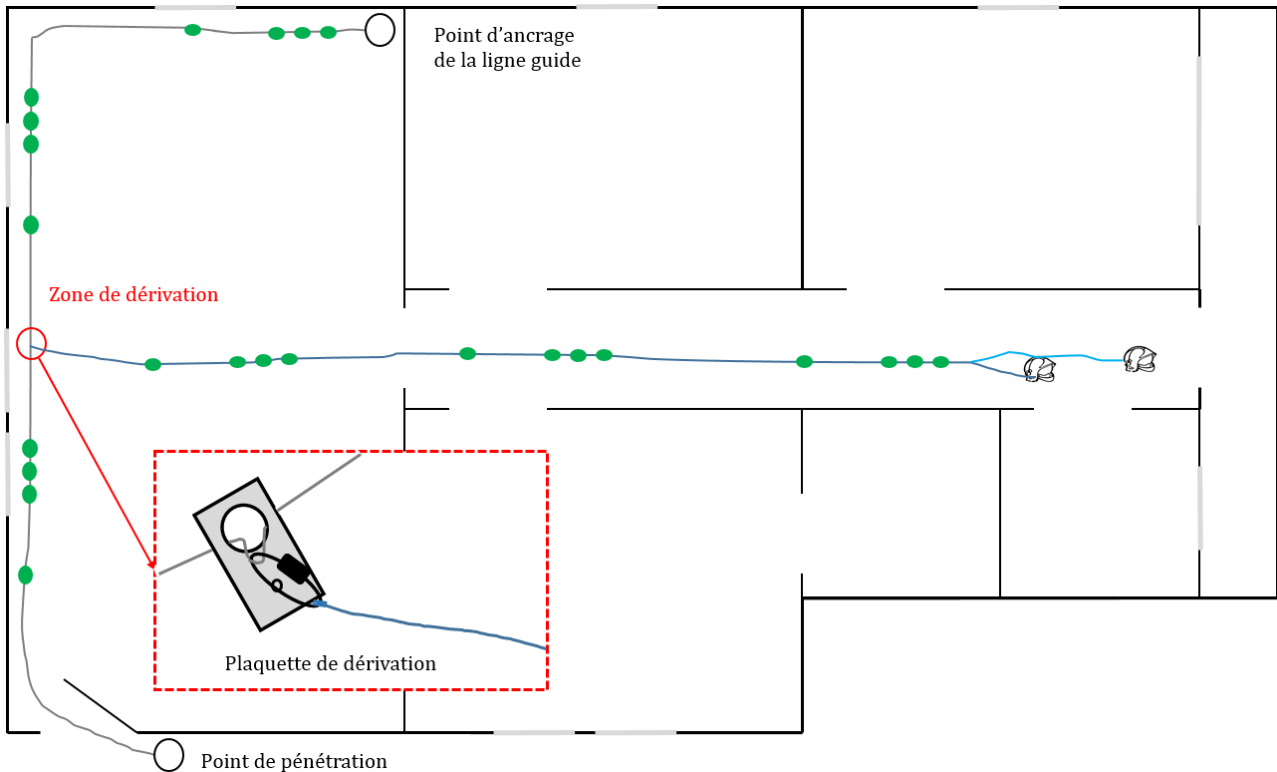 Point d’ancrage
de la ligne guide
Zone de dérivation
Plaquette de dérivation
Point de pénétration